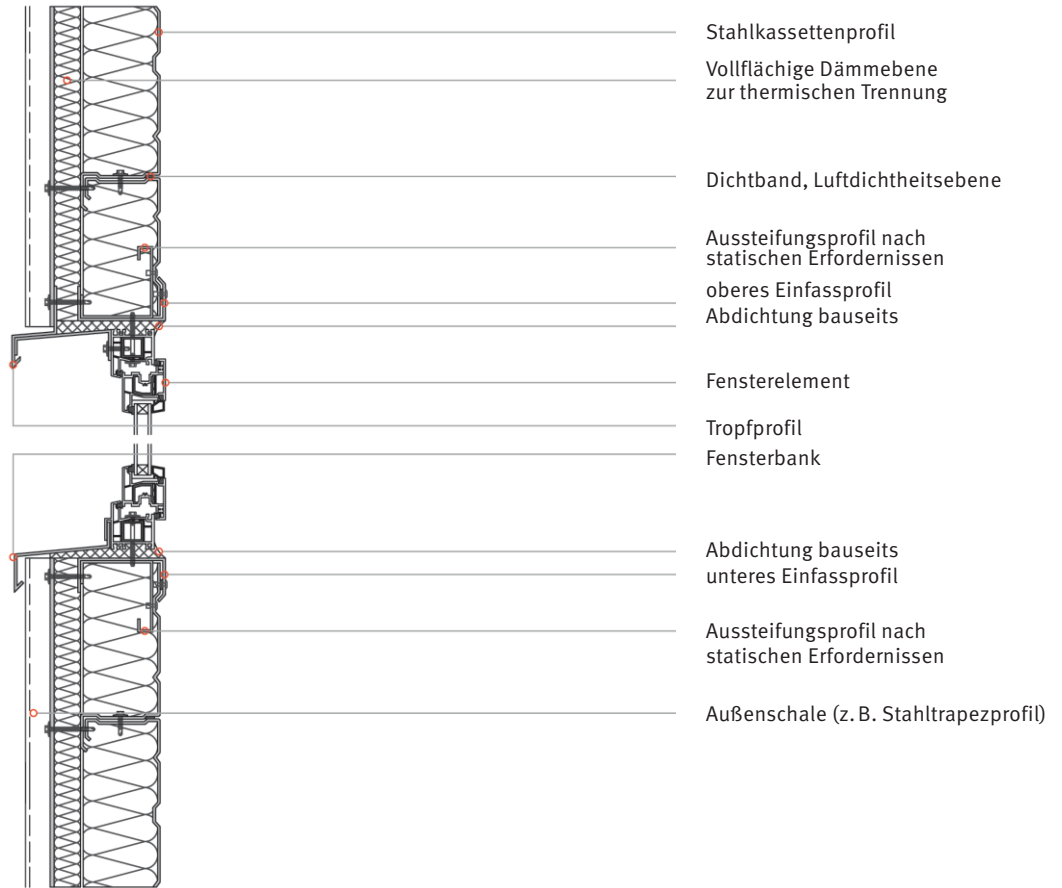 Stahlkassettenprofil
Vollflächige Dämmebene
zur thermischen Trennung
Dichtband, Luftdichtheitsebene
Aussteifungsprofil nach
statischen Erfordernissen
oberes Einfassprofil
Abdichtung bauseits
Fensterelement
Tropfprofil
Fensterbank
Abdichtung bauseits
unteres Einfassprofil
Aussteifungsprofil nach
statischen Erfordernissen
Außenschale (z. B. Stahltrapezprofil)